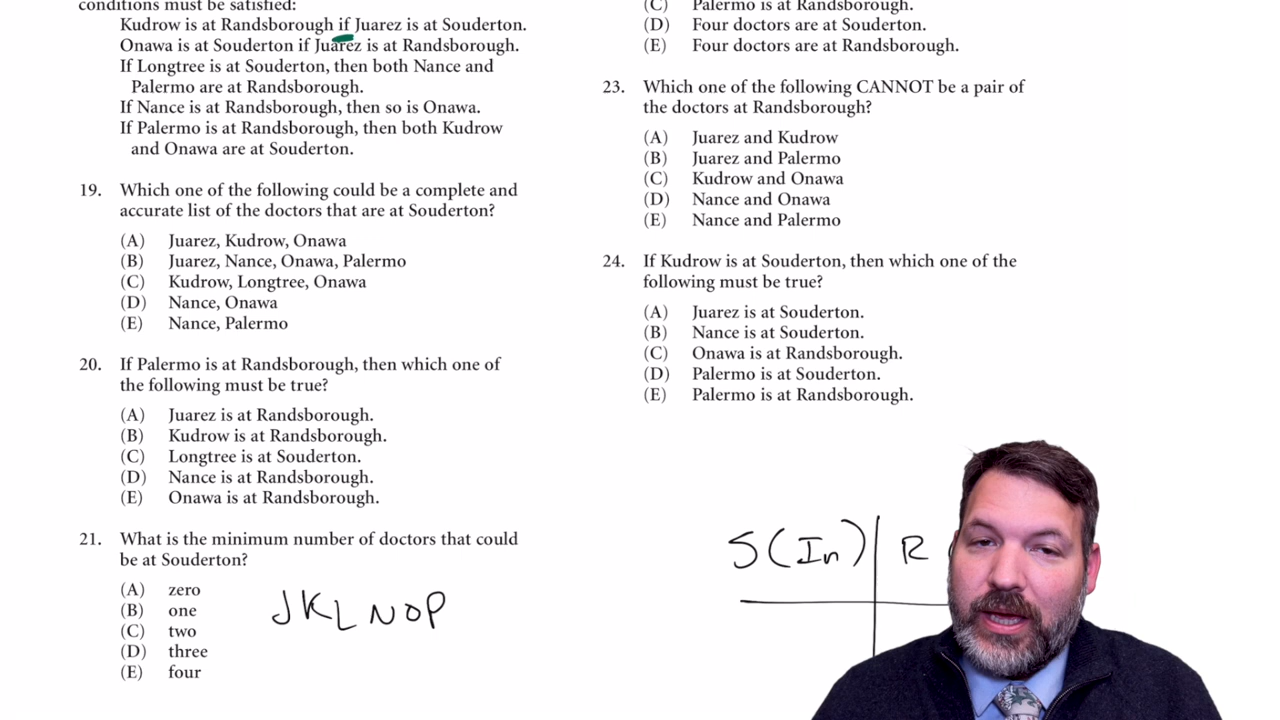 conditions must be satisfied:
Kudrow is at Randsborough if Juarez is at Souderton.
Onawa is at Souderton if Juarez is at Randsborough.
If Longtree is at Souderton, then both Nance and
Palermo are at Randsborough.
If Nance is at Randsborough, then so is Onawa.
If Palermo is at Randsborough, then both Kudrow
and Onawa are at Souderton.
19. Which one of the following could be a complete and
accurate list of the doctors that are at Souderton?
(A) Juarez, Kudrow, Onawa
(B) Juarez, Nance, Onawa, Palermo
(C) Kudrow, Longtree, Onawa
(D) Nance, Onawa
(E) Nance, Palermo
20. If Palermo is at Randsborough, then which one of
the following must be true?
(A) Juarez is at Randsborough.
(B) Kudrow is at Randsborough.
(C) Longtree is at Souderton.
(D) Nance is at Randsborough.
(E) Onawa is at Randsborough.
21. What is the minimum number of doctors that could
be at Souderton?
(A) zero
(B) one
(C) two
(D) three
(E) four
JKLNOP
(C) Palermo is at Randsborough.
(D) Four doctors are at Souderton.
(E) Four doctors are at Randsborough.
23. Which one of the following CANNOT be a pair of
the doctors at Randsborough?
(A) Juarez and Kudrow
(B) Juarez and Palermo
(C) Kudrow and Onawa
(D) Nance and Onawa
(E) Nance and Palermo
24. If Kudrow is at Souderton, then which one of the
following must be true?
(A) Juarez is at Souderton.
(B) Nance is at Souderton.
(C) Onawa is at Randsborough.
(D) Palermo is at Souderton.
(E) Palermo is at Randsborough.
S(In) R